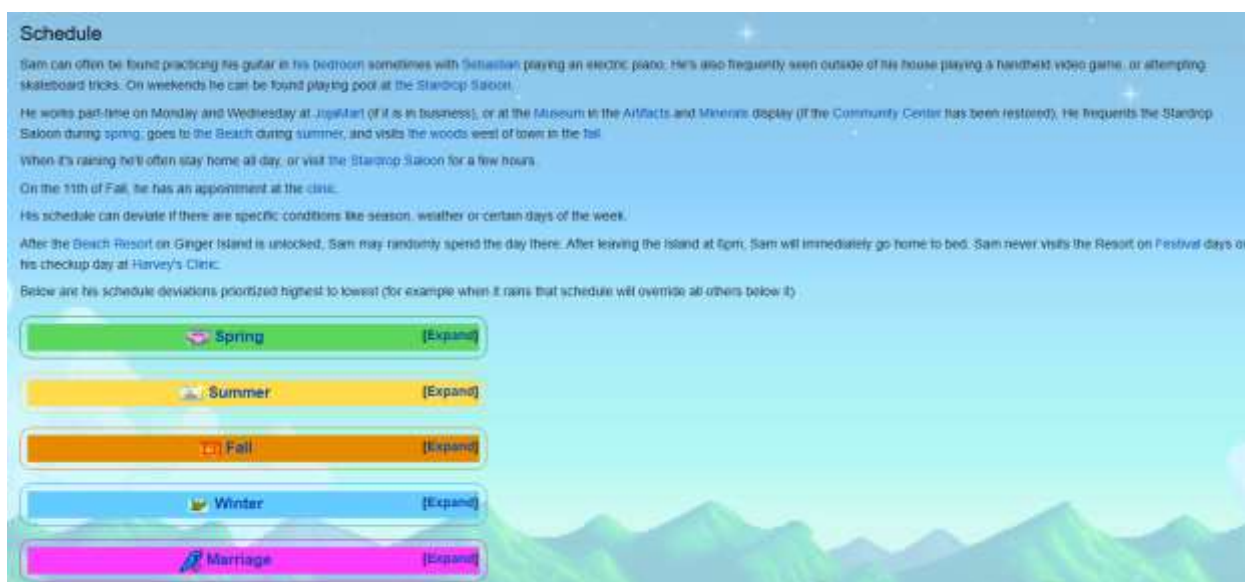 Schedule
Sam can often be found practicing his guitar in his bedroom sometimes with Sebastian playing an electric piano. He's also frequently seen outside of his house playing a handheld video game, or attempting
skateboard tricks. On weekends he can be found playing pool at the Stardrop Saloon.
He works part-time on Monday and Wednesday at JojaMart (if it is in business), or at the Museum in the Artifacts and Minerals display (if the Community Center has been restored). He frequents the Stardrop
Saloon during spring, goes to the Beach during summer, and visits the woods west of town in the fall.
When it's raining he'll often stay home all day, or visit the Stardrop Saloon for a few hours.
On the 11th of Fall, he has an appointment at the clinic.
His schedule can deviate if there are specific conditions like season, weather or certain days of the week.
After the Beach Resort on Ginger Island is unlocked, Sam may randomly spend the day there. After leaving the Island at 6pm, Sam will immediately go home to bed. Sam never visits the Resort on Festival days or
his checkup day at Harvey's Clinic.
Below are his schedule deviations prioritized highest to lowest (for example when it rains that schedule will override all others below it)
Spring [Expand]
Summer [Expand]
Fall [Expand]
Winter [Expand]
Marriage [Expand]